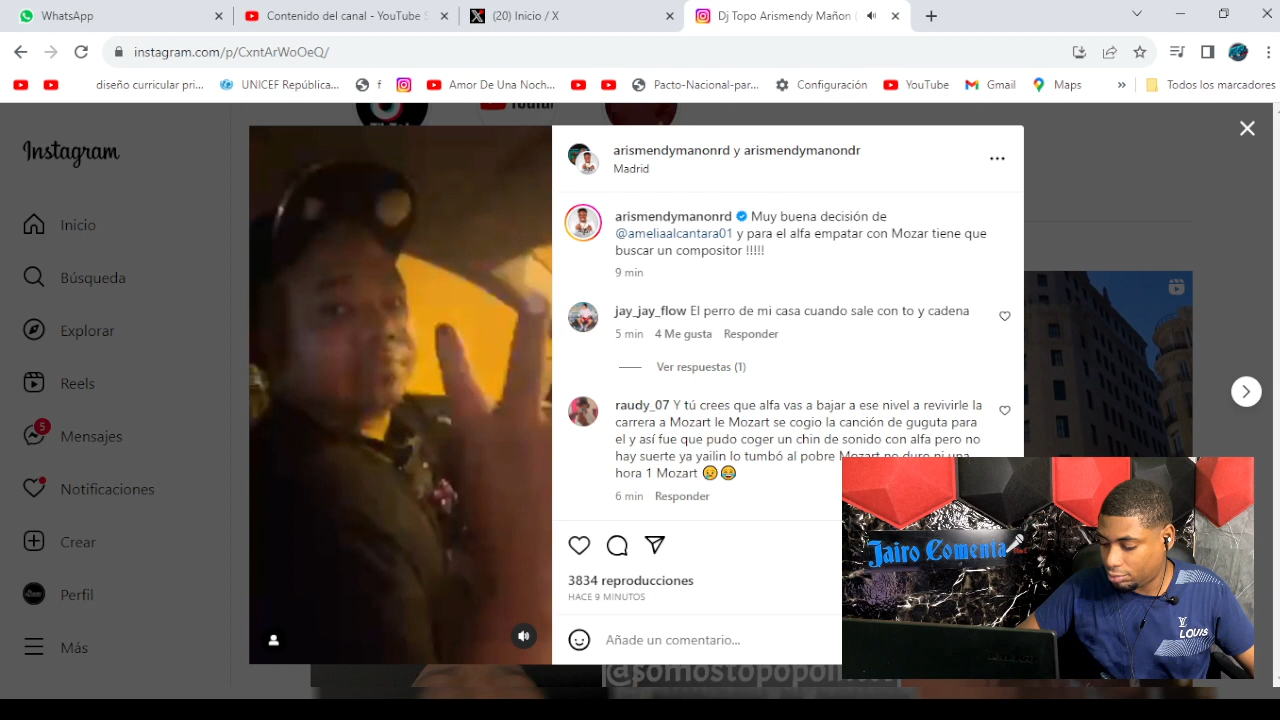 WhatsApp
Contenido del canal - YouTube S
(20) Inicio / X
Dj Topo Arismendy Mañon (
instagram.com/p/CxntArWoOeQ/
diseño curricular pri...
UNICEF República...
f
Amor De Una Noch...
Pacto-Nacional-par...
Configuración
YouTube
Gmail
Maps
»
Todos los marcadores
Instagram
Inicio
Búsqueda
Explorar
Reels
5
Mensajes
Notificaciones
Crear
Perfil
Más
arismendymanonrd y arismendymanondr
Madrid
arismendymanonrd Muy buena decisión de
@ameliaalcantara01 y para el alfa empatar con Mozar tiene que
buscar un compositor !!!!!
9 min
jay_jay_flow El perro de mi casa cuando sale con to y cadena
5 min 4 Me gusta Responder
Ver respuestas (1)
raudy_07 Y tú crees que alfa vas a bajar a ese nivel a revivirle la
carrera a Mozart le Mozart se cogio la canción de guguta para
el y así fue que pudo coger un chin de sonido con alfa pero no
hay suerte ya yailin lo tumbó al pobre Mozart no duro ni una
hora 1 Mozart 😢😂
6 min Responder
3834 reproducciones
HACE 9 MINUTOS
Añade un comentario...
Jairo Comenta
LOUIS
@somostopopoint